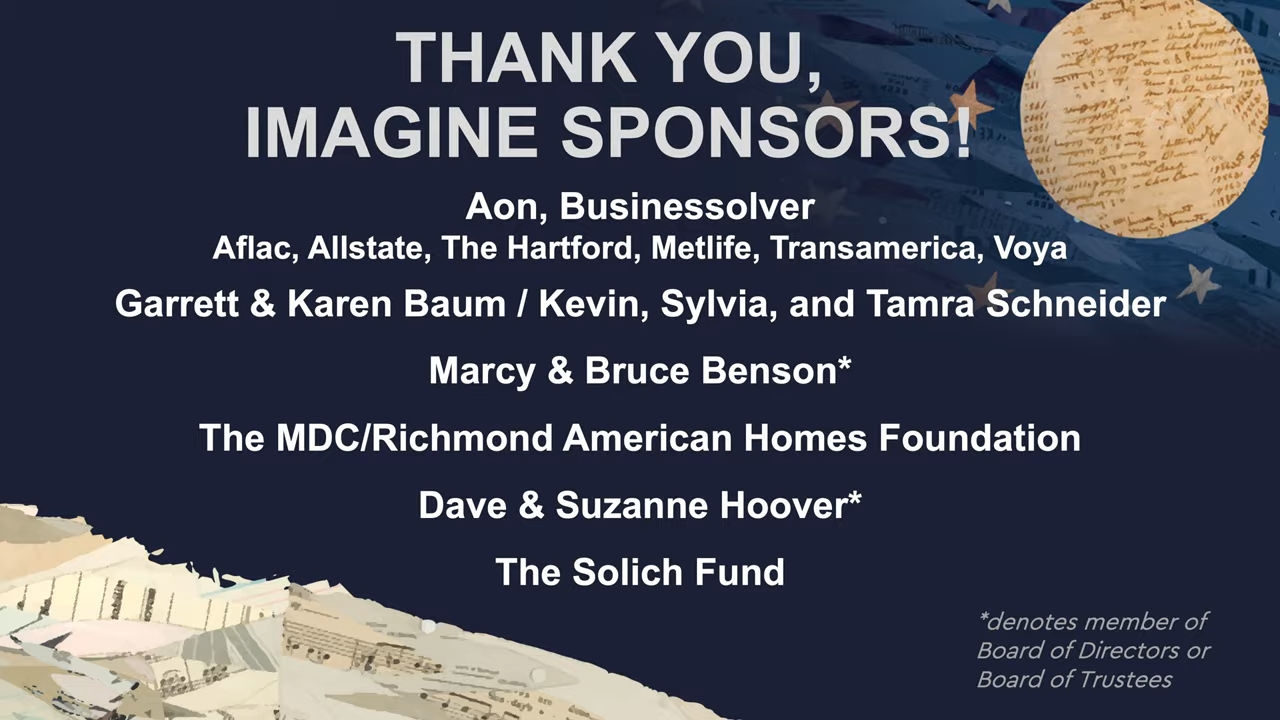 THANK YOU,
IMAGINE SPONSORS!
Aon, Businessolver
Aflac, Allstate, The Hartford, Metlife, Transamerica, Voya
Garrett & Karen Baum / Kevin, Sylvia, and Tamra Schneider
Marcy & Bruce Benson*
The MDC/Richmond American Homes Foundation
Dave & Suzanne Hoover*
The Solich Fund
*denotes member of
Board of Directors or
Board of Trustees